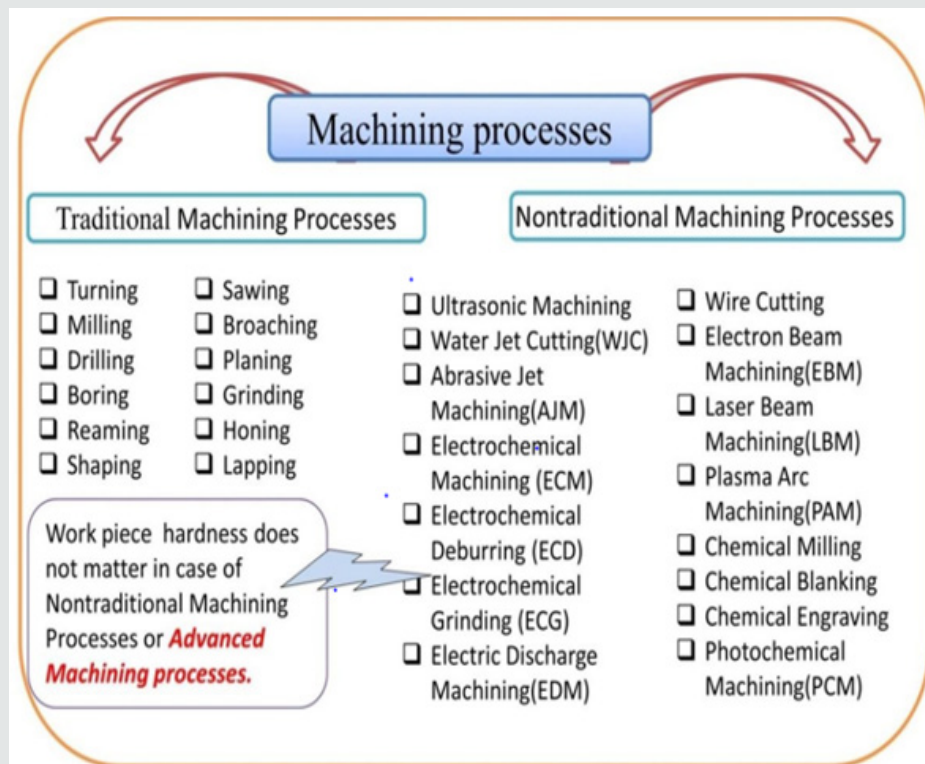 Machining processes
Traditional Machining Processes
Turning
Milling
Drilling
Boring
Reaming
Shaping
Sawing
Broaching
Planing
Grinding
Honing
Lapping
Work piece hardness does
not matter in case of
Nontraditional Machining
Processes or Advanced
Machining processes.
Nontraditional Machining Processes
Ultrasonic Machining
Water Jet Cutting(WJC)
Abrasive Jet
Machining(AJM)
Electrochemical
Machining (ECM)
Electrochemical
Deburring (ECD)
Electrochemical
Grinding (ECG)
Electric Discharge
Machining(EDM)
Wire Cutting
Electron Beam
Machining(EBM)
Laser Beam
Machining(LBM)
Plasma Arc
Machining(PAM)
Chemical Milling
Chemical Blanking
Chemical Engraving
Photochemical
Machining(PCM)